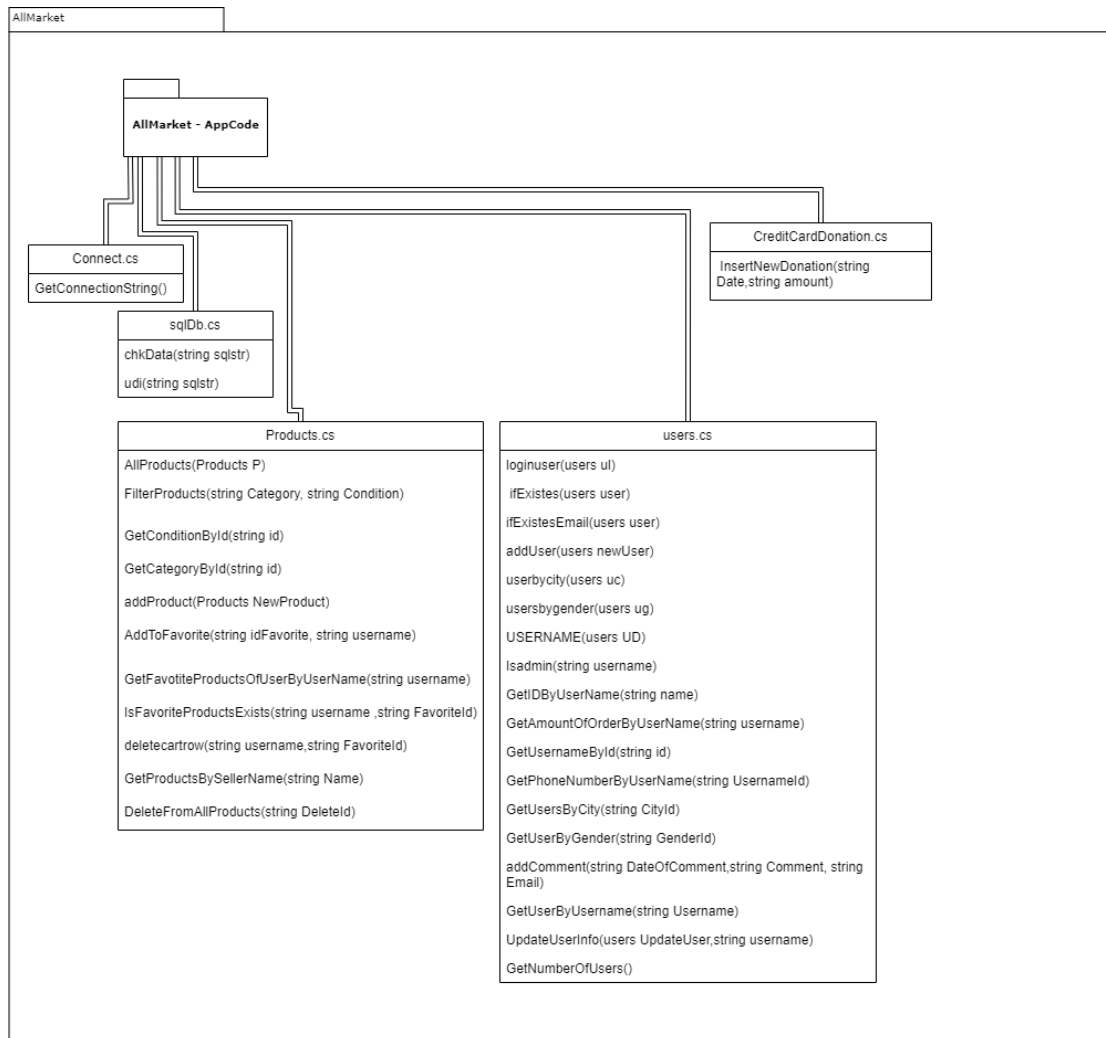 AllMarket
AllMarket - AppCode
Connect.cs
GetConnectionString()
sqlDb.cs
chkData(string sqlstr)
udi(string sqlstr)
CreditCardDonation.cs
InsertNewDonation(string
Date,string amount)
Products.cs
AllProducts(Products P)
FilterProducts(string Category, string Condition)
GetConditionById(string id)
GetCategoryById(string id)
addProduct(Products NewProduct)
AddToFavorite(string idFavorite, string username)
GetFavotiteProductsOfUserByUserName(string username)
IsFavoriteProductsExists(string username ,string FavoriteId)
deletecartrow(string username,string FavoriteId)
GetProductsBySellerName(string Name)
DeleteFromAllProducts(string DeleteId)
users.cs
loginuser(users ul)
ifExistes(users user)
ifExistesEmail(users user)
addUser(users newUser)
userbycity(users uc)
usersbygender(users ug)
USERNAME(users UD)
Isadmin(string username)
GetIDByUserName(string name)
GetAmountOfOrderByUserName(string username)
GetUsernameById(string id)
GetPhoneNumberByUserName(string UsernameId)
GetUsersByCity(string CityId)
GetUserByGender(string GenderId)
addComment(string DateOfComment,string Comment, string
Email)
GetUserByUsername(string Username)
UpdateUserInfo(users UpdateUser,string username)
GetNumberOfUsers()